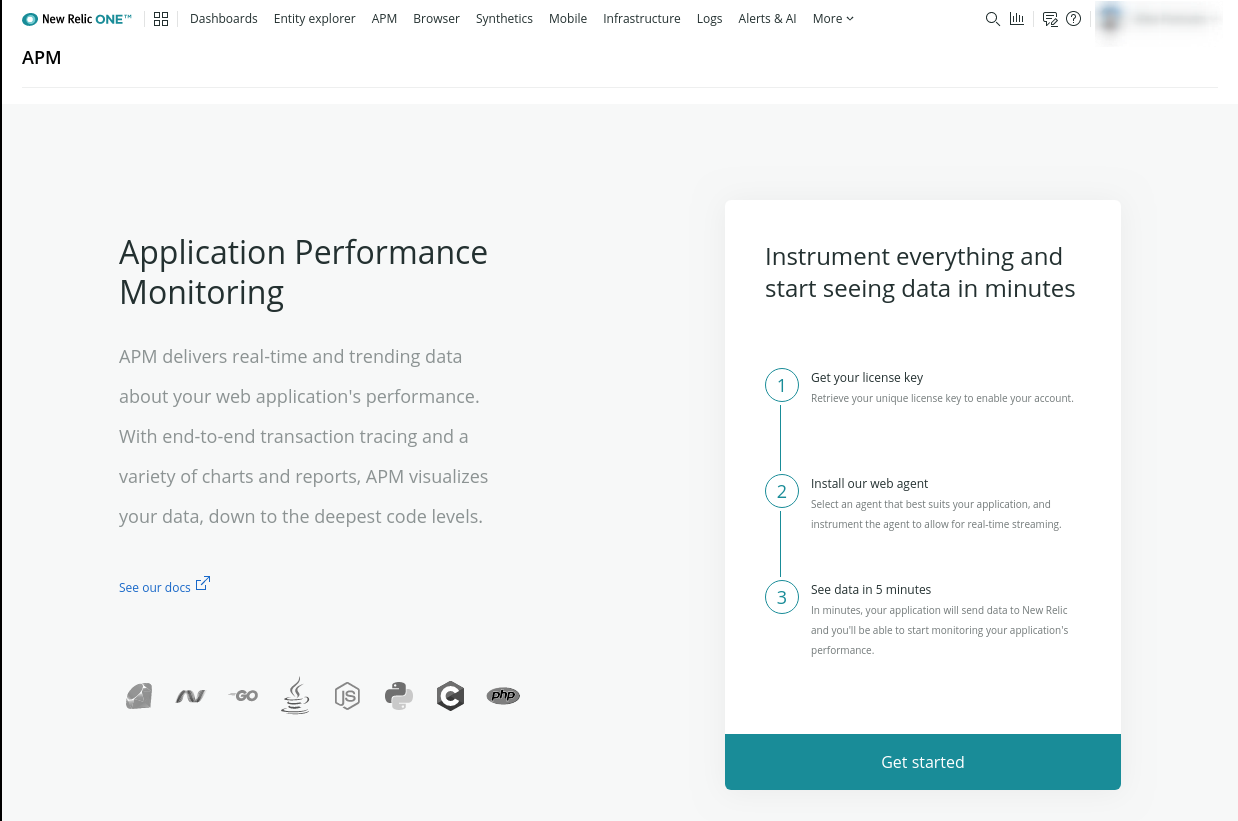 New Relic ONE™ Dashboards Entity explorer APM Browser Synthetics Mobile Infrastructure Logs Alerts & AI More
APM
Application Performance
Monitoring
APM delivers real-time and trending data
about your web application's performance.
With end-to-end transaction tracing and a
variety of charts and reports, APM visualizes
your data, down to the deepest code levels.
See our docs
GO JS C php
Instrument everything and
start seeing data in minutes
1 Get your license key
Retrieve your unique license key to enable your account.
2 Install our web agent
Select an agent that best suits your application, and
instrument the agent to allow for real-time streaming.
3 See data in 5 minutes
In minutes, your application will send data to New Relic
and you'll be able to start monitoring your application's
performance.
Get started